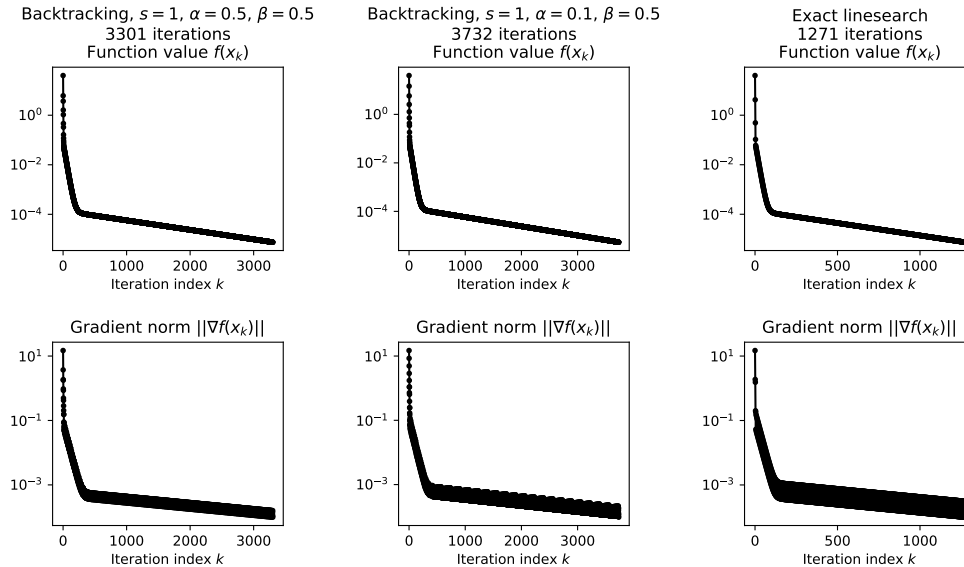 Backtracking, s = 1, α = 0.5, β = 0.5
3301 iterations
Function value f(x_k)
10^0
10^−2
10^−4
0 1000 2000 3000
Iteration index k
Backtracking, s = 1, α = 0.1, β = 0.5
3732 iterations
Function value f(x_k)
10^0
10^−2
10^−4
0 1000 2000 3000
Iteration index k
Exact linesearch
1271 iterations
Function value f(x_k)
10^0
10^−2
10^−4
0 500 1000
Iteration index k
Gradient norm ||∇f(x_k)||
10^1
10^−1
10^−3
0 1000 2000 3000
Iteration index k
Gradient norm ||∇f(x_k)||
10^1
10^−1
10^−3
0 1000 2000 3000
Iteration index k
Gradient norm ||∇f(x_k)||
10^1
10^−1
10^−3
0 500 1000
Iteration index k